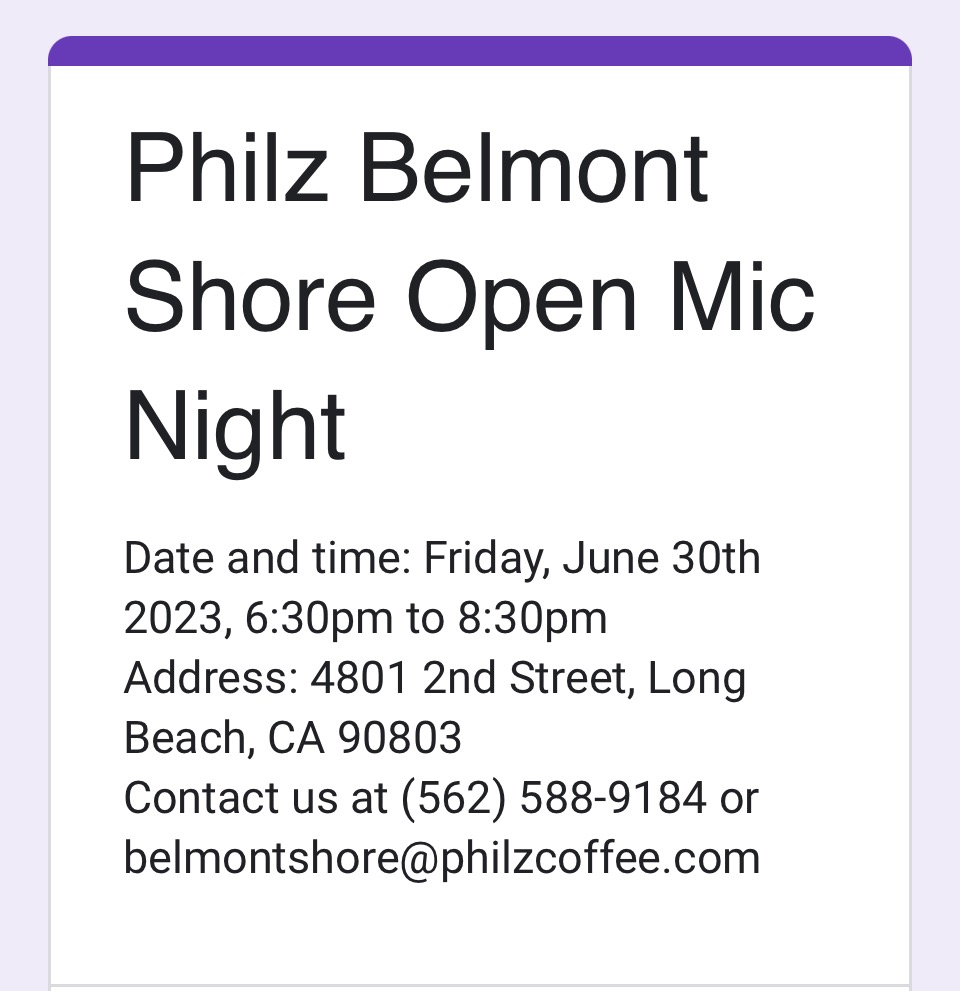 Philz Belmont
Shore Open Mic
Night
Date and time: Friday, June 30th
2023, 6:30pm to 8:30pm
Address: 4801 2nd Street, Long
Beach, CA 90803
Contact us at (562) 588-9184 or
belmontshore@philzcoffee.com